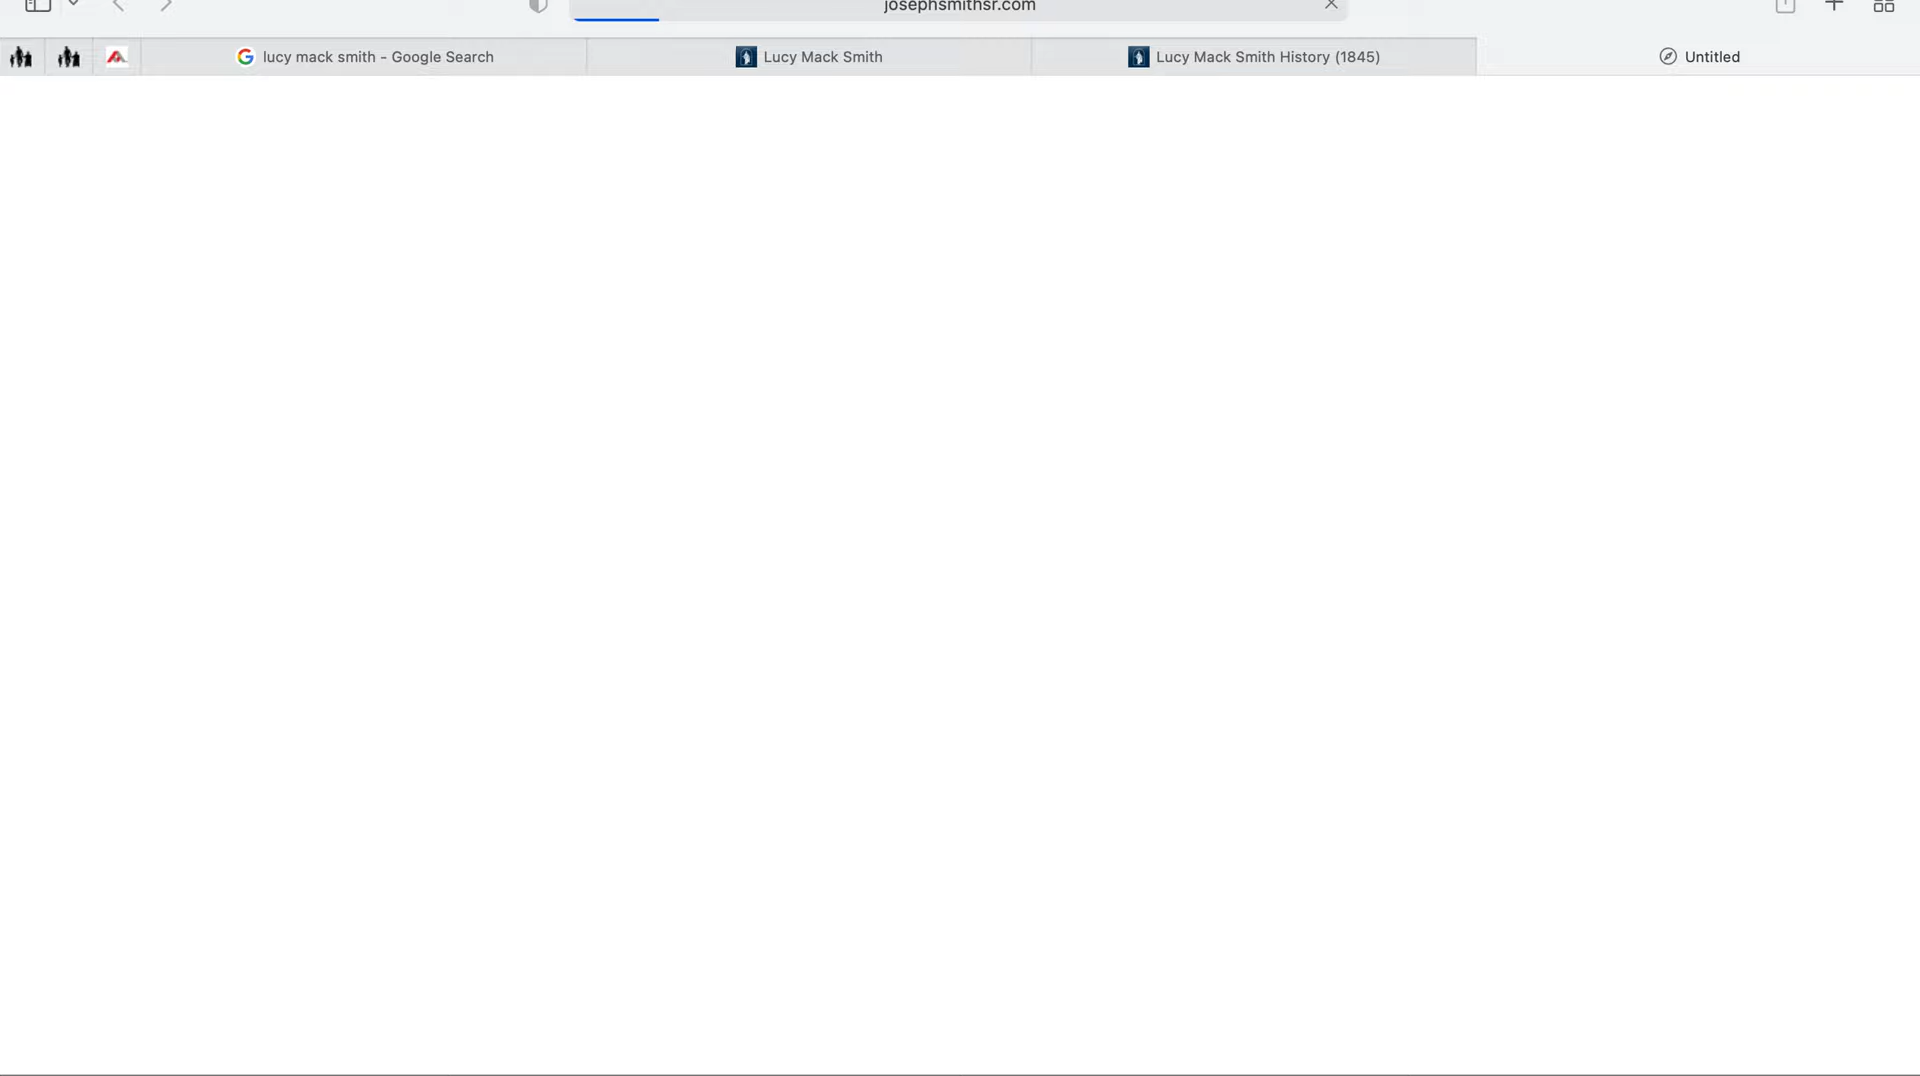 josephsmithsr.com
lucy mack smith - Google Search
Lucy Mack Smith
Lucy Mack Smith History (1845)
Untitled